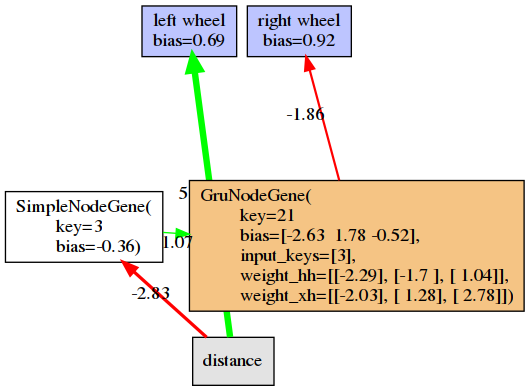 left wheel
bias=0.69
right wheel
bias=0.92
-1.86
5
SimpleNodeGene(
key=3
bias=-0.36)
1.07
GruNodeGene(
key=21
bias=[-2.63 1.78 -0.52],
input_keys=[3],
weight_hh=[[-2.29], [-1.7 ], [ 1.04]],
weight_xh=[[-2.03], [ 1.28], [ 2.78]])
-2.83
distance